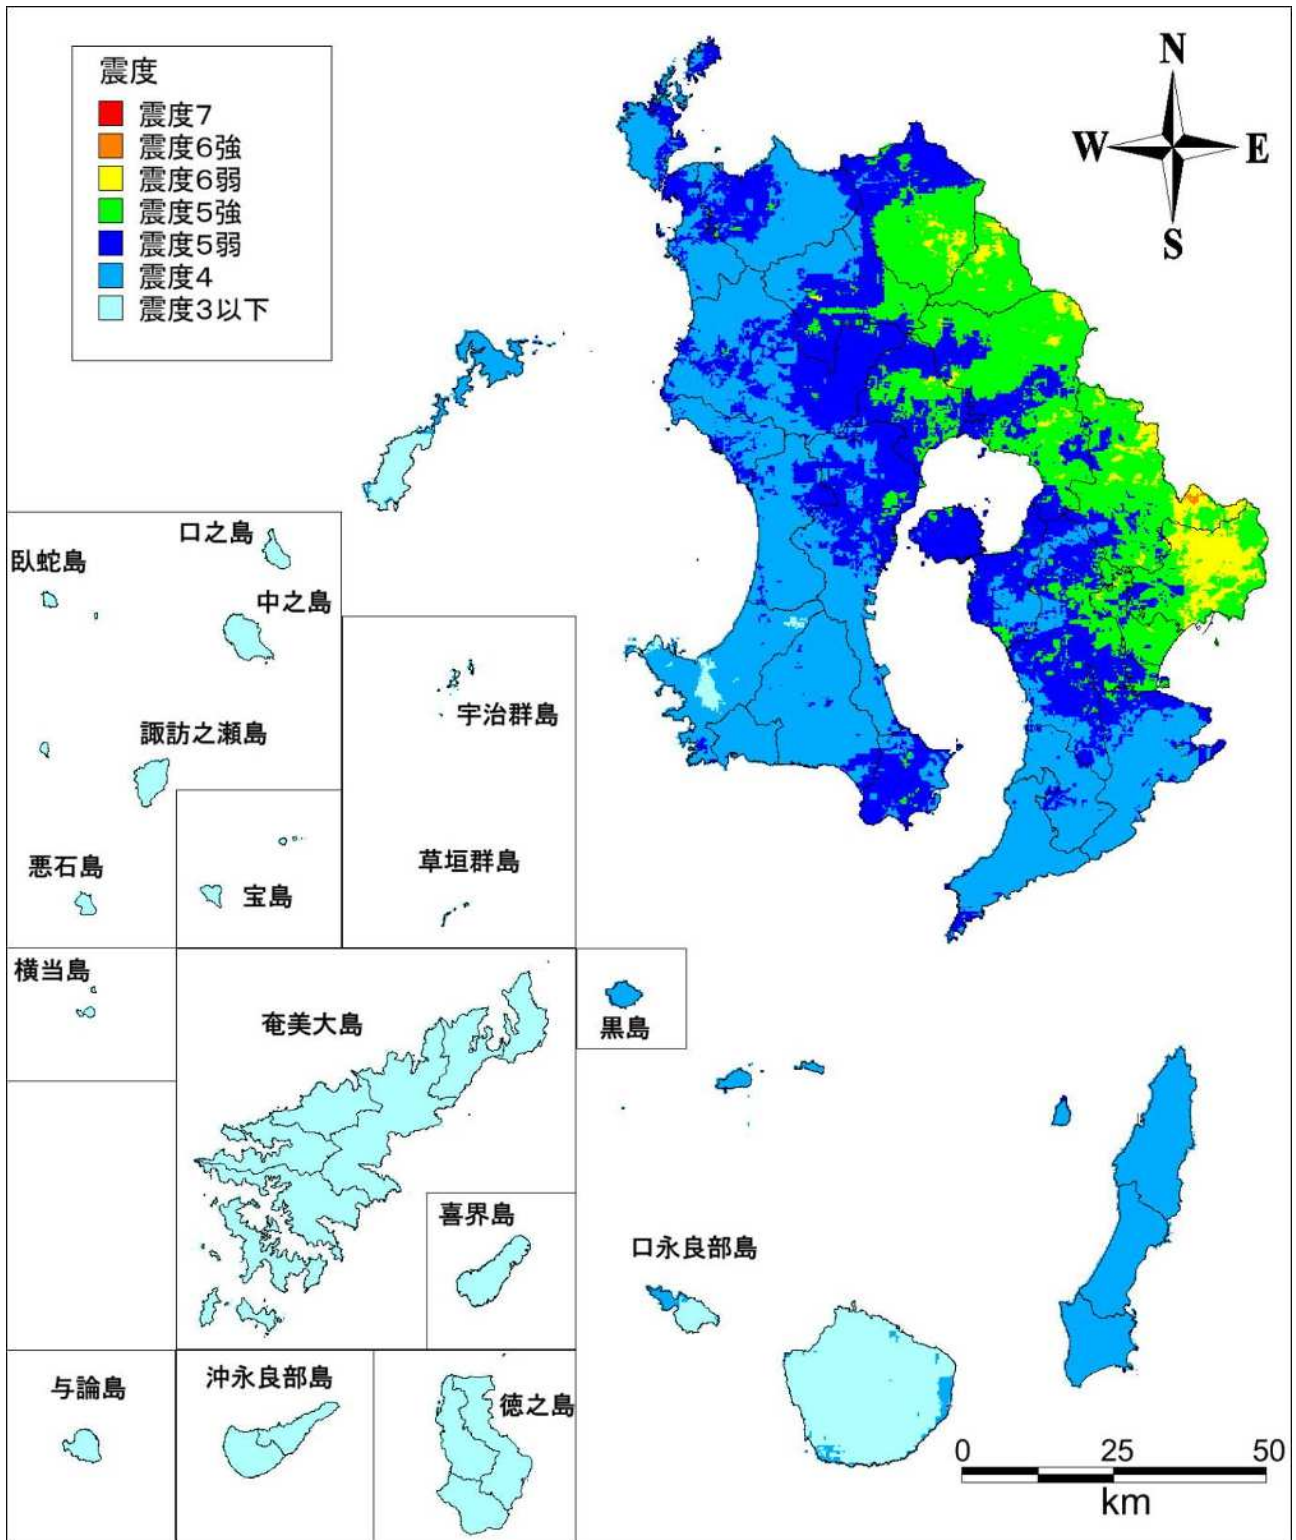 震度
震度7
震度6強
震度6弱
震度5強
震度5弱
震度4
震度3以下
N
W
E
S
口之島
臥蛇島
中之島
諏訪之瀬島
悪石島
宝島
宇治群島
草垣群島
横当島
奄美大島
黒島
喜界島
口永良部島
与論島
沖永良部島
徳之島
0 25 50
km